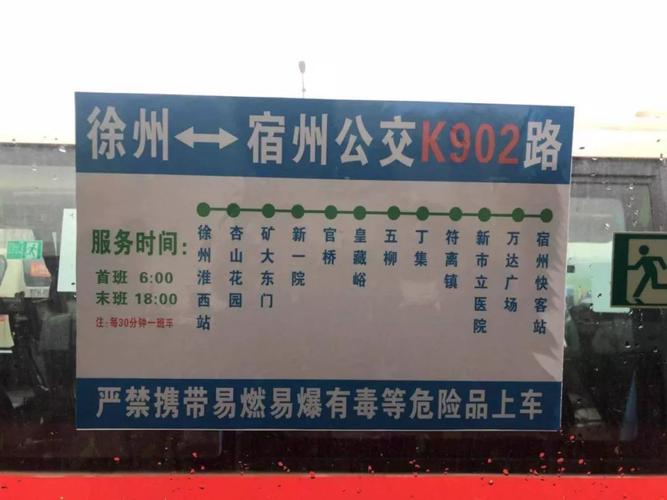 徐州↔宿州公交K902路
服务时间:
首班 6:00
末班 18:00
注:每30分钟一班车
徐州淮西站
杏山花园
矿大东门
新一院
官桥
皇藏峪
五柳
丁集
符离镇
新市立医院
万达广场
宿州快客站
严禁携带易燃易爆有毒等危险品上车